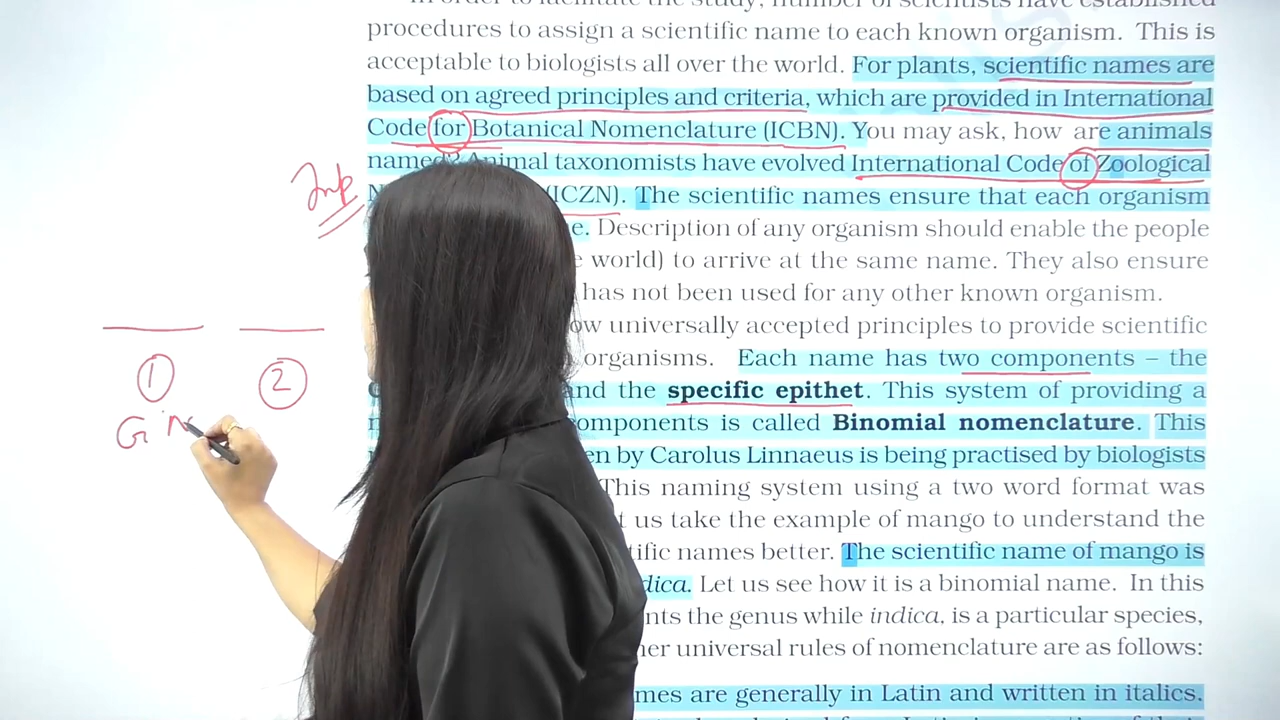 In order to facilitate the study, number of scientists have established
procedures to assign a scientific name to each known organism. This is
acceptable to biologists all over the world. For plants, scientific names are
based on agreed principles and criteria, which are provided in International
Code for Botanical Nomenclature (ICBN). You may ask, how are animals
named? Animal taxonomists have evolved International Code of Zoological
Imp
(ICZN). The scientific names ensure that each organism
e. Description of any organism should enable the people
world) to arrive at the same name. They also ensure
has not been used for any other known organism.
ow universally accepted principles to provide scientific
organisms. Each name has two components – the
and the specific epithet. This system of providing a
components is called Binomial nomenclature. This
en by Carolus Linnaeus is being practised by biologists
This naming system using a two word format was
t us take the example of mango to understand the
tific names better. The scientific name of mango is
dica. Let us see how it is a binomial name. In this
nts the genus while indica, is a particular species,
her universal rules of nomenclature are as follows:
mes are generally in Latin and written in italics.
1 2
G